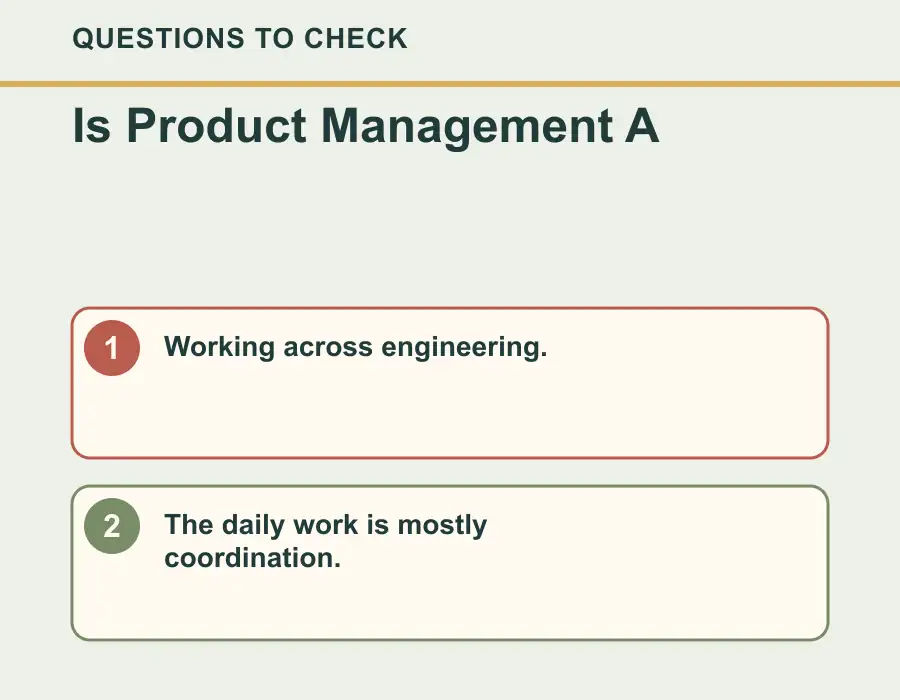 QUESTIONS TO CHECK
Is Product Management A
1
Working across engineering.
2
The daily work is mostly
coordination.